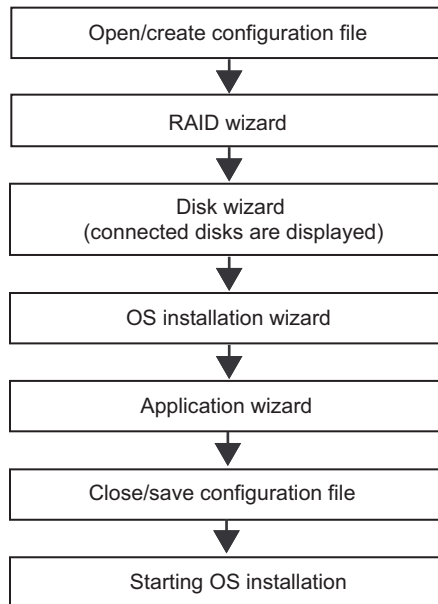 Open/create configuration file
RAID wizard
Disk wizard
(connected disks are displayed)
OS installation wizard
Application wizard
Close/save configuration file
Starting OS installation